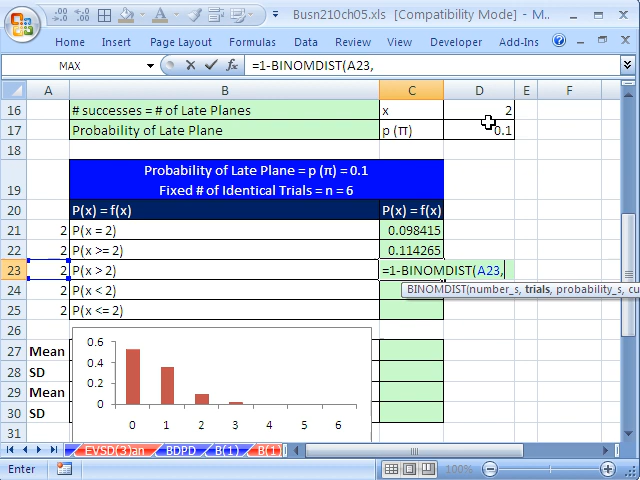 Busn210ch05.xls [Compatibility Mode] - M...
Home Insert Page Layout Formulas Data Review View Developer Add-Ins
MAX =1-BINOMDIST(A23,
A B C D E F
16 # successes = # of Late Planes x 2
17 Probability of Late Plane p (π) 0.1
18
Probability of Late Plane = p (π) = 0.1
19 Fixed # of Identical Trials = n = 6
20 P(x) = f(x) P(x) = f(x)
21 2 P(x = 2) 0.098415
22 2 P(x >= 2) 0.114265
23 2 P(x > 2) =1-BINOMDIST(A23,
24 2 P(x < 2) BINOMDIST(number_s, trials, probability_s, cu
25 2 P(x <= 2)
26
0.6
27 Mean
0.4
28 SD
0.2
29 Mean
0
30 SD
0 1 2 3 4 5 6
31
EVSD(3)an BDPD B(1) B(1)
Enter 100%